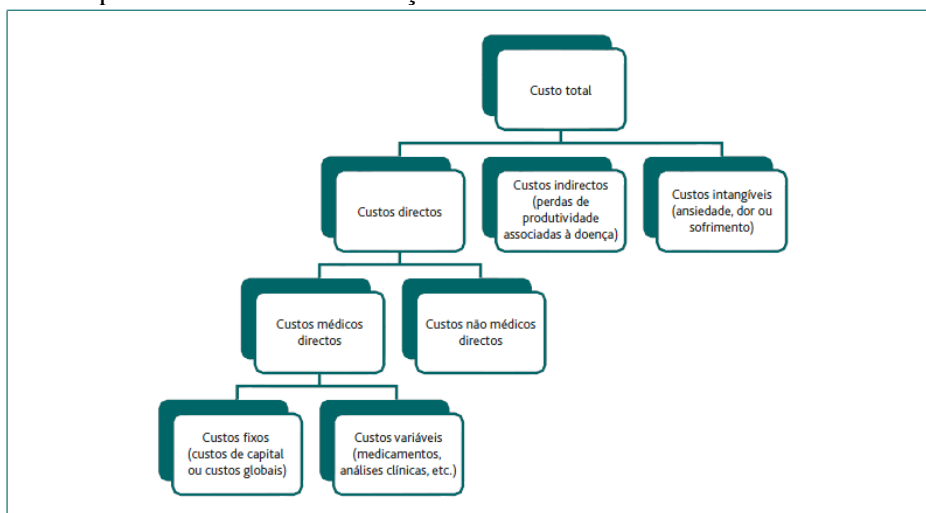 Custo total
Custos directos
Custos indirectos
(perdas de
produtividade
associadas à doença)
Custos intangíveis
(ansiedade, dor ou
sofrimento)
Custos médicos
directos
Custos não médicos
directos
Custos fixos
(custos de capital
ou custos globais)
Custos variáveis
(medicamentos,
análises clínicas, etc.)